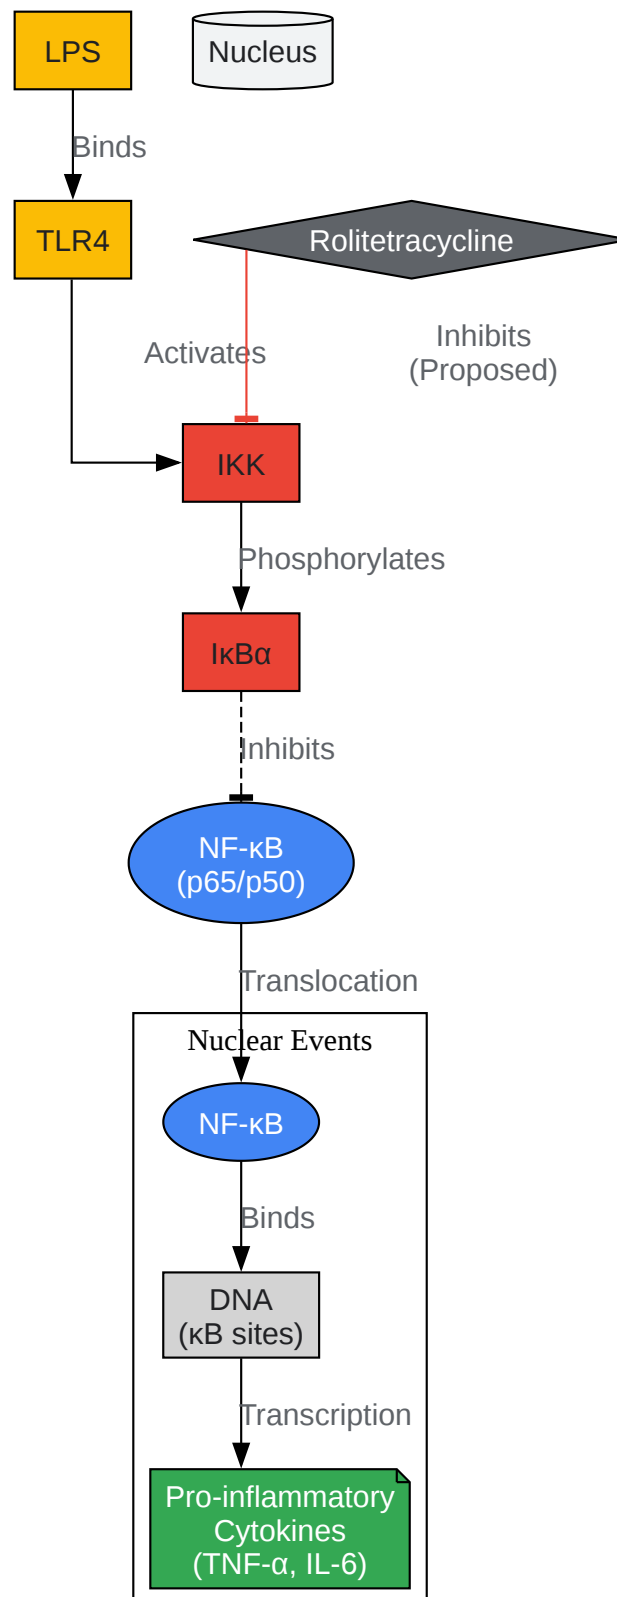 LPS
Nucleus
Binds
TLR4
Rolitetracycline
Activates
Inhibits
(Proposed)
IKK
Phosphorylates
IκBα
Inhibits
NF-κB
(p65/p50)
Translocation
Nuclear Events
NF-κB
Binds
DNA
(κB sites)
Transcription
Pro-inflammatory
Cytokines
(TNF-α, IL-6)